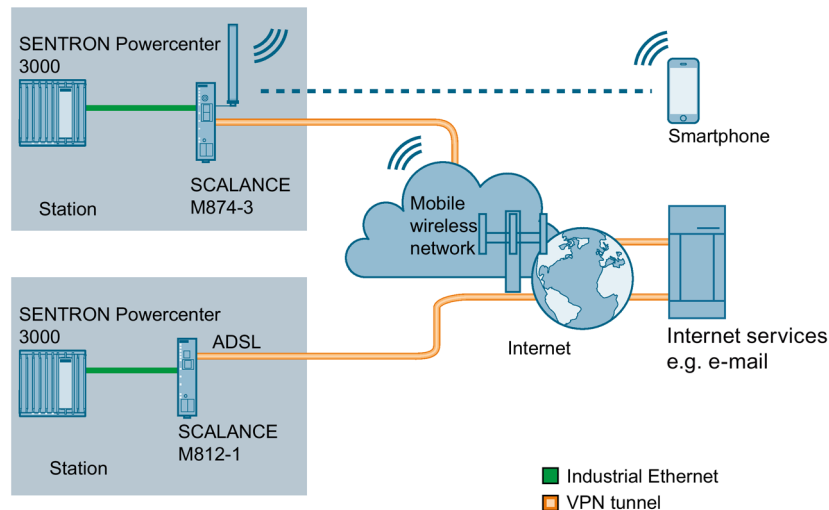 SENTRON Powercenter
3000
SCALANCE
M874-3
Station
Smartphone
Mobile
wireless
network
SENTRON Powercenter
3000
ADSL
SCALANCE
M812-1
Station
Internet
Internet services
e.g. e-mail
Industrial Ethernet
VPN tunnel